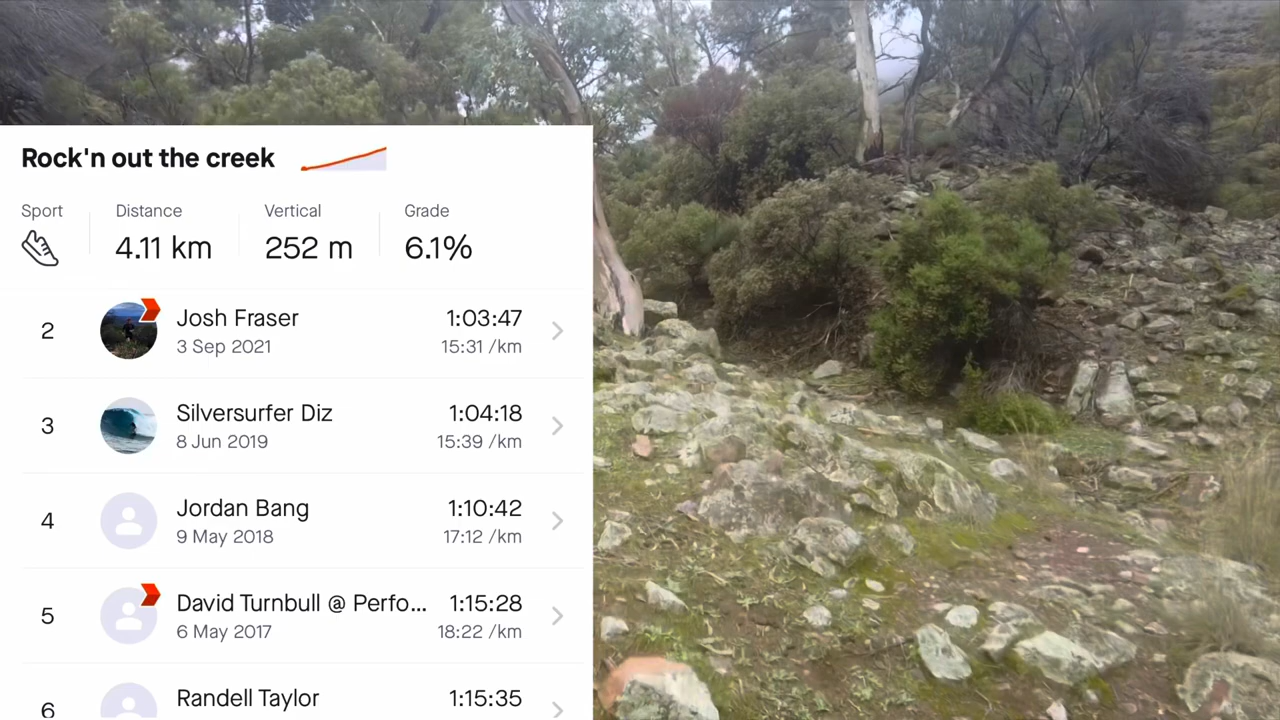 Rock'n out the creek
Sport Distance Vertical Grade
4.11 km 252 m 6.1%
2 Josh Fraser 1:03:47
3 Sep 2021 15:31 /km
3 Silversurfer Diz 1:04:18
8 Jun 2019 15:39 /km
4 Jordan Bang 1:10:42
9 May 2018 17:12 /km
5 David Turnbull @ Perfo... 1:15:28
6 May 2017 18:22 /km
6 Randell Taylor 1:15:35